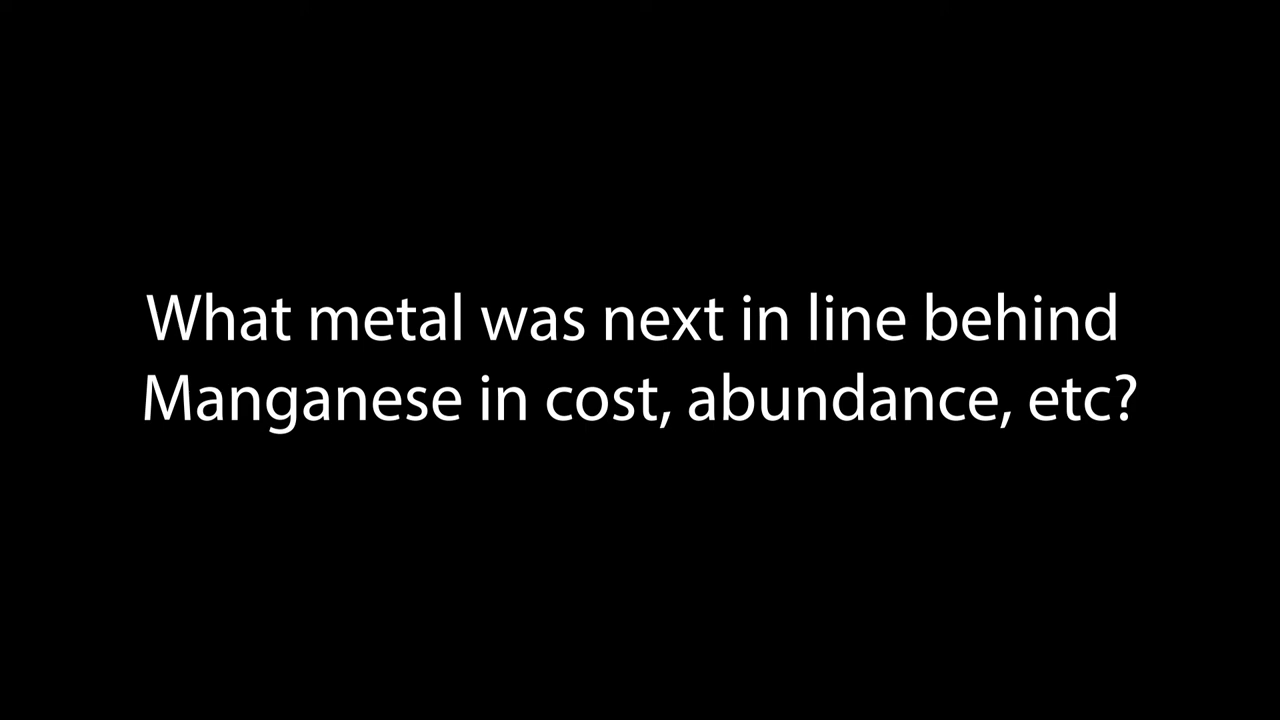 What metal was next in line behind
Manganese in cost, abundance, etc?